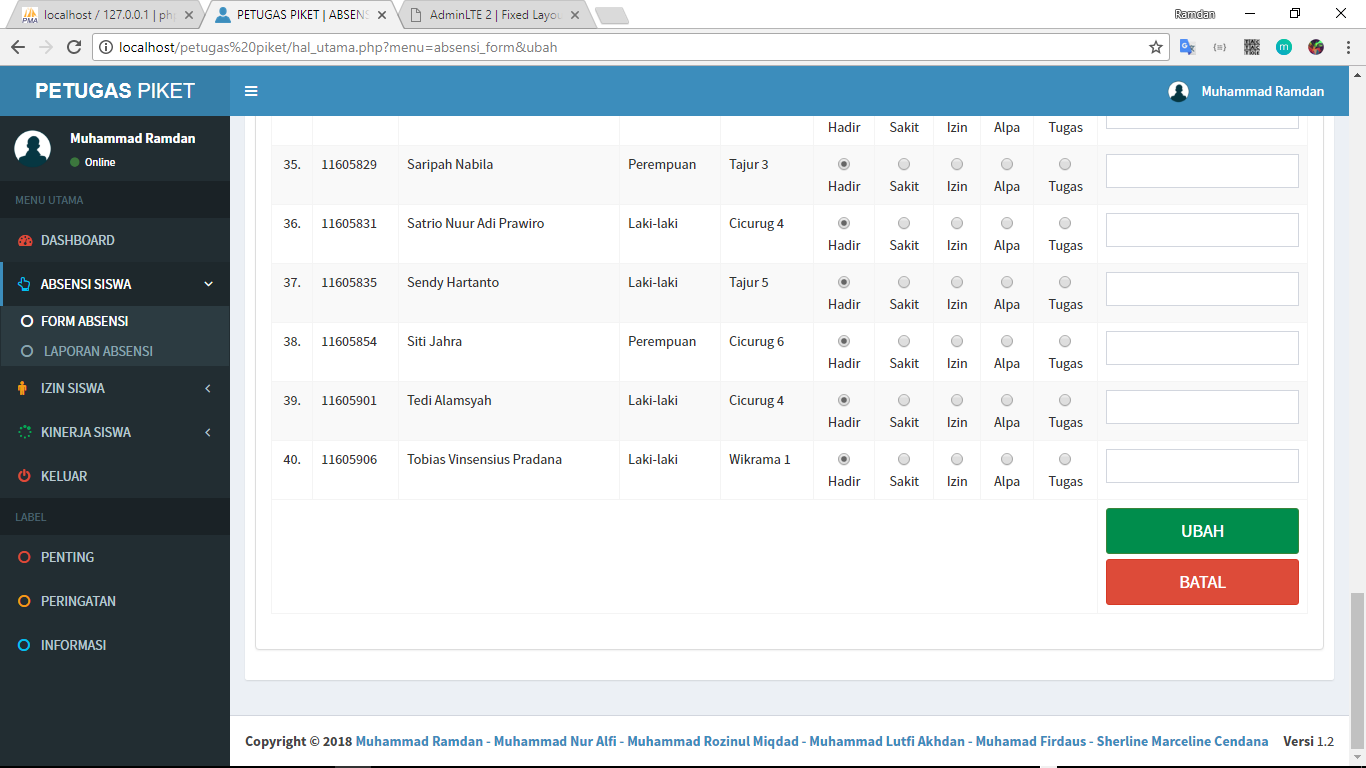 localhost / 127.0.0.1 | ph
PETUGAS PIKET | ABSENS
AdminLTE 2 | Fixed Layou
Ramdan
localhost/petugas%20piket/hal_utama.php?menu=absensi_form&ubah
PETUGAS PIKET
Muhammad Ramdan
Muhammad Ramdan
Online
MENU UTAMA
DASHBOARD
ABSENSI SISWA
FORM ABSENSI
LAPORAN ABSENSI
IZIN SISWA
KINERJA SISWA
KELUAR
LABEL
PENTING
PERINGATAN
INFORMASI
Hadir Sakit Izin Alpa Tugas
35. 11605829 Saripah Nabila Perempuan Tajur 3
Hadir Sakit Izin Alpa Tugas
36. 11605831 Satrio Nuur Adi Prawiro Laki-laki Cicurug 4
Hadir Sakit Izin Alpa Tugas
37. 11605835 Sendy Hartanto Laki-laki Tajur 5
Hadir Sakit Izin Alpa Tugas
38. 11605854 Siti Jahra Perempuan Cicurug 6
Hadir Sakit Izin Alpa Tugas
39. 11605901 Tedi Alamsyah Laki-laki Cicurug 4
Hadir Sakit Izin Alpa Tugas
40. 11605906 Tobias Vinsensius Pradana Laki-laki Wikrama 1
Hadir Sakit Izin Alpa Tugas
UBAH
BATAL
Copyright © 2018 Muhammad Ramdan - Muhammad Nur Alfi - Muhammad Rozinul Miqdad - Muhammad Lutfi Akhdan - Muhamad Firdaus - Sherline Marceline Cendana Versi 1.2